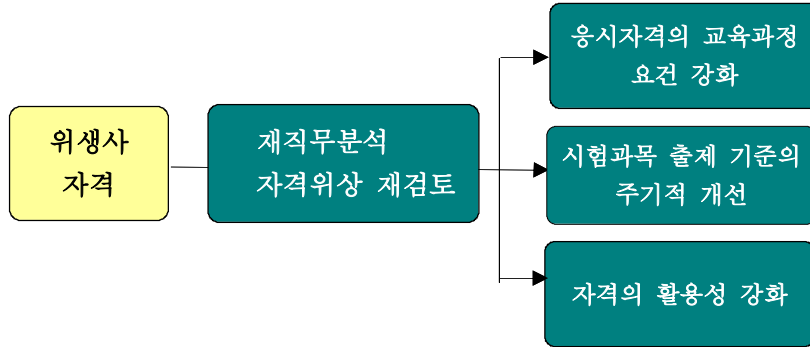 위생사
자격
재직무분석
자격위상 재검토
응시자격의 교육과정
요건 강화
시험과목 출제 기준의
주기적 개선
자격의 활용성 강화